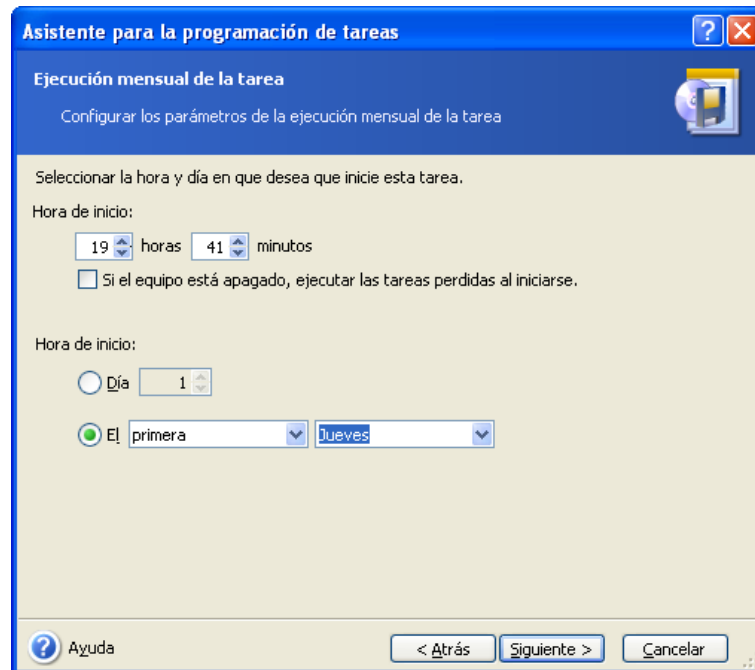 Asistente para la programación de tareas
Ejecución mensual de la tarea
Configurar los parámetros de la ejecución mensual de la tarea
Seleccionar la hora y día en que desea que inicie esta tarea.
Hora de inicio:
19 horas 41 minutos
Si el equipo está apagado, ejecutar las tareas perdidas al iniciarse.
Hora de inicio:
Día 1
El primera Jueves
Ayuda < Atrás Siguiente > Cancelar